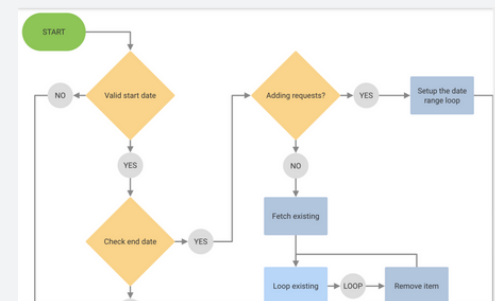 START
NO
Valid start date
Adding requests?
YES
Setup the date
range loop
YES
NO
Fetch existing
Check end date
YES
Loop existing
LOOP
Remove item